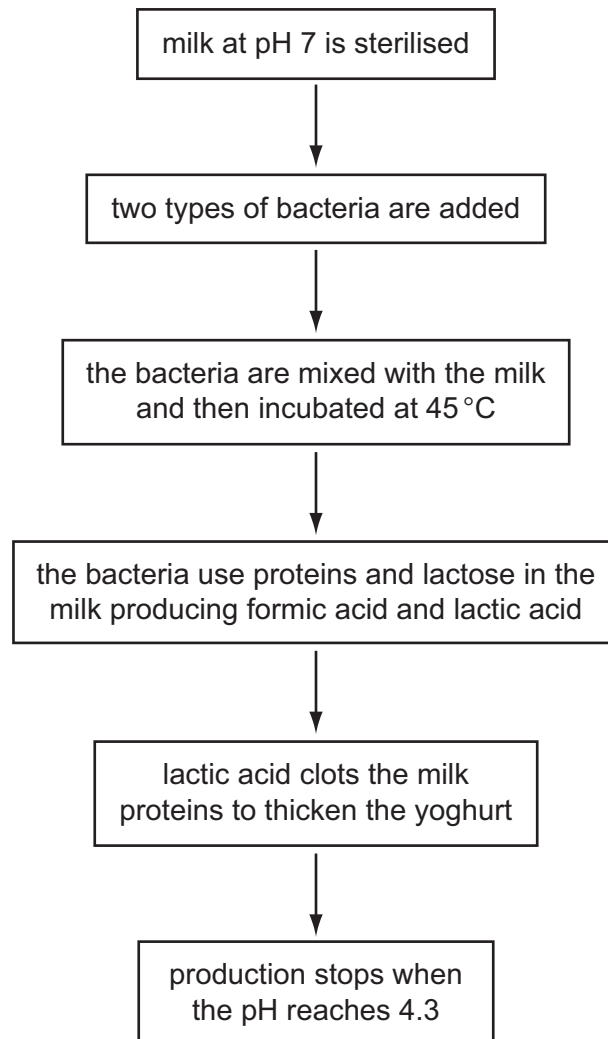 milk at pH 7 is sterilised
two types of bacteria are added
the bacteria are mixed with the milk
and then incubated at 45 °C
the bacteria use proteins and lactose in the
milk producing formic acid and lactic acid
lactic acid clots the milk
proteins to thicken the yoghurt
production stops when
the pH reaches 4.3